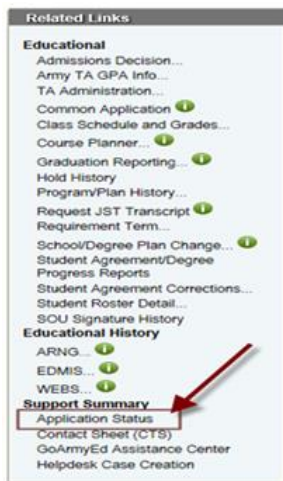 Related Links
Educational
Admissions Decision...
Army TA GPA Info...
TA Administration...
Common Application
Class Schedule and Grades...
Course Planner...
Graduation Reporting...
Hold History
Program/Plan History...
Request JST Transcript
Requirement Term...
School/Degree Plan Change...
Student Agreement/Degree
Progress Reports
Student Agreement Corrections...
Student Roster Detail...
SOU Signature History
Educational History
ARNG...
EDMIS...
WEBS...
Support Summary
Application Status
Contact Sheet (CTS)
GoArmyEd Assistance Center
Helpdesk Case Creation